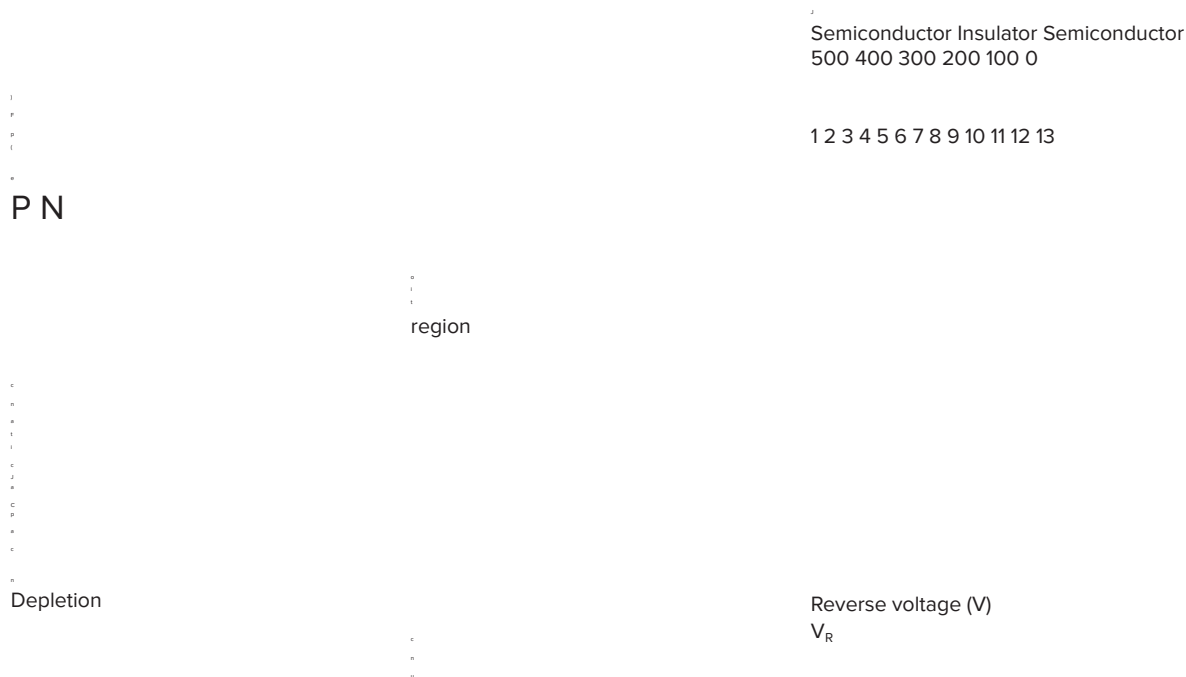 Semiconductor Insulator Semiconductor
500 400 300 200 100 0
1 2 3 4 5 6 7 8 9 10 11 12 13
P N
region
Depletion
Reverse voltage (V)
V_R